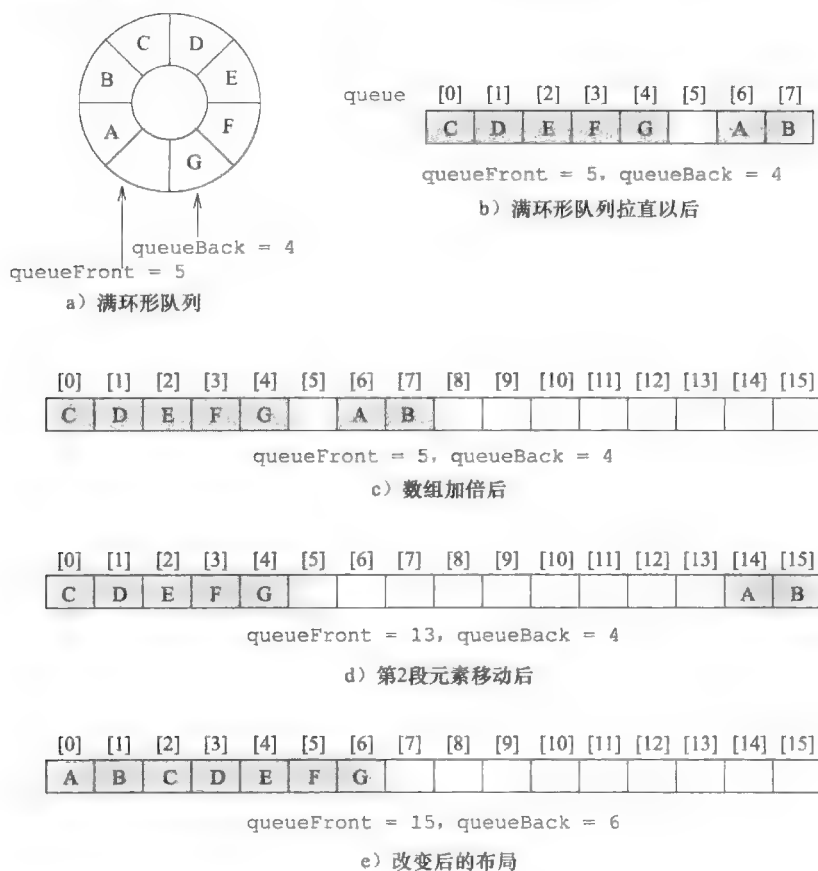 C D
B E
A F
G
queueBack = 4
queueFront = 5
a）满环形队列
queue [0] [1] [2] [3] [4] [5] [6] [7]
C D E F G A B
queueFront = 5, queueBack = 4
b）满环形队列拉直以后
[0] [1] [2] [3] [4] [5] [6] [7] [8] [9] [10] [11] [12] [13] [14] [15]
C D E F G A B
queueFront = 5, queueBack = 4
c）数组加倍后
[0] [1] [2] [3] [4] [5] [6] [7] [8] [9] [10] [11] [12] [13] [14] [15]
C D E F G A B
queueFront = 13, queueBack = 4
d）第2段元素移动后
[0] [1] [2] [3] [4] [5] [6] [7] [8] [9] [10] [11] [12] [13] [14] [15]
A B C D E F G
queueFront = 15, queueBack = 6
e）改变后的布局